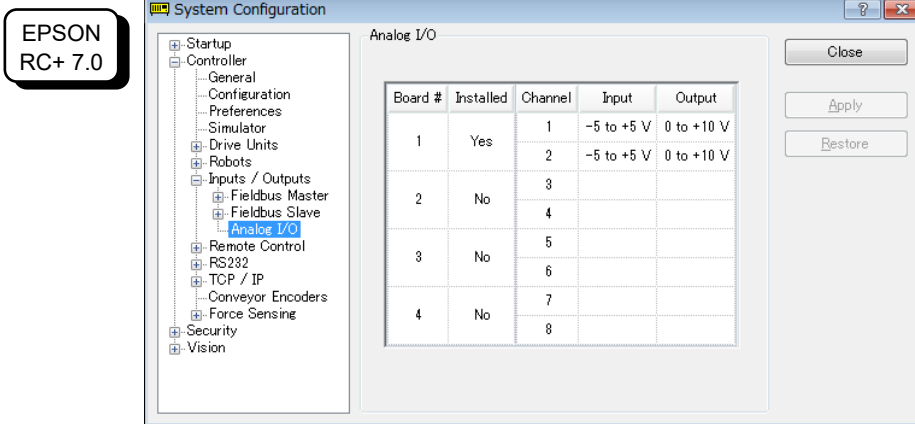 EPSON
RC+ 7.0
System Configuration
Startup
Controller
General
Configuration
Preferences
Simulator
Drive Units
Robots
Inputs / Outputs
Fieldbus Master
Fieldbus Slave
Analog I/O
Remote Control
RS232
TCP / IP
Conveyor Encoders
Force Sensing
Security
Vision
Analog I/O
Board # Installed Channel Input Output
1 Yes 1 -5 to +5 V 0 to +10 V
2 -5 to +5 V 0 to +10 V
2 No 3
4
3 No 5
6
4 No 7
8
Close
Apply
Restore